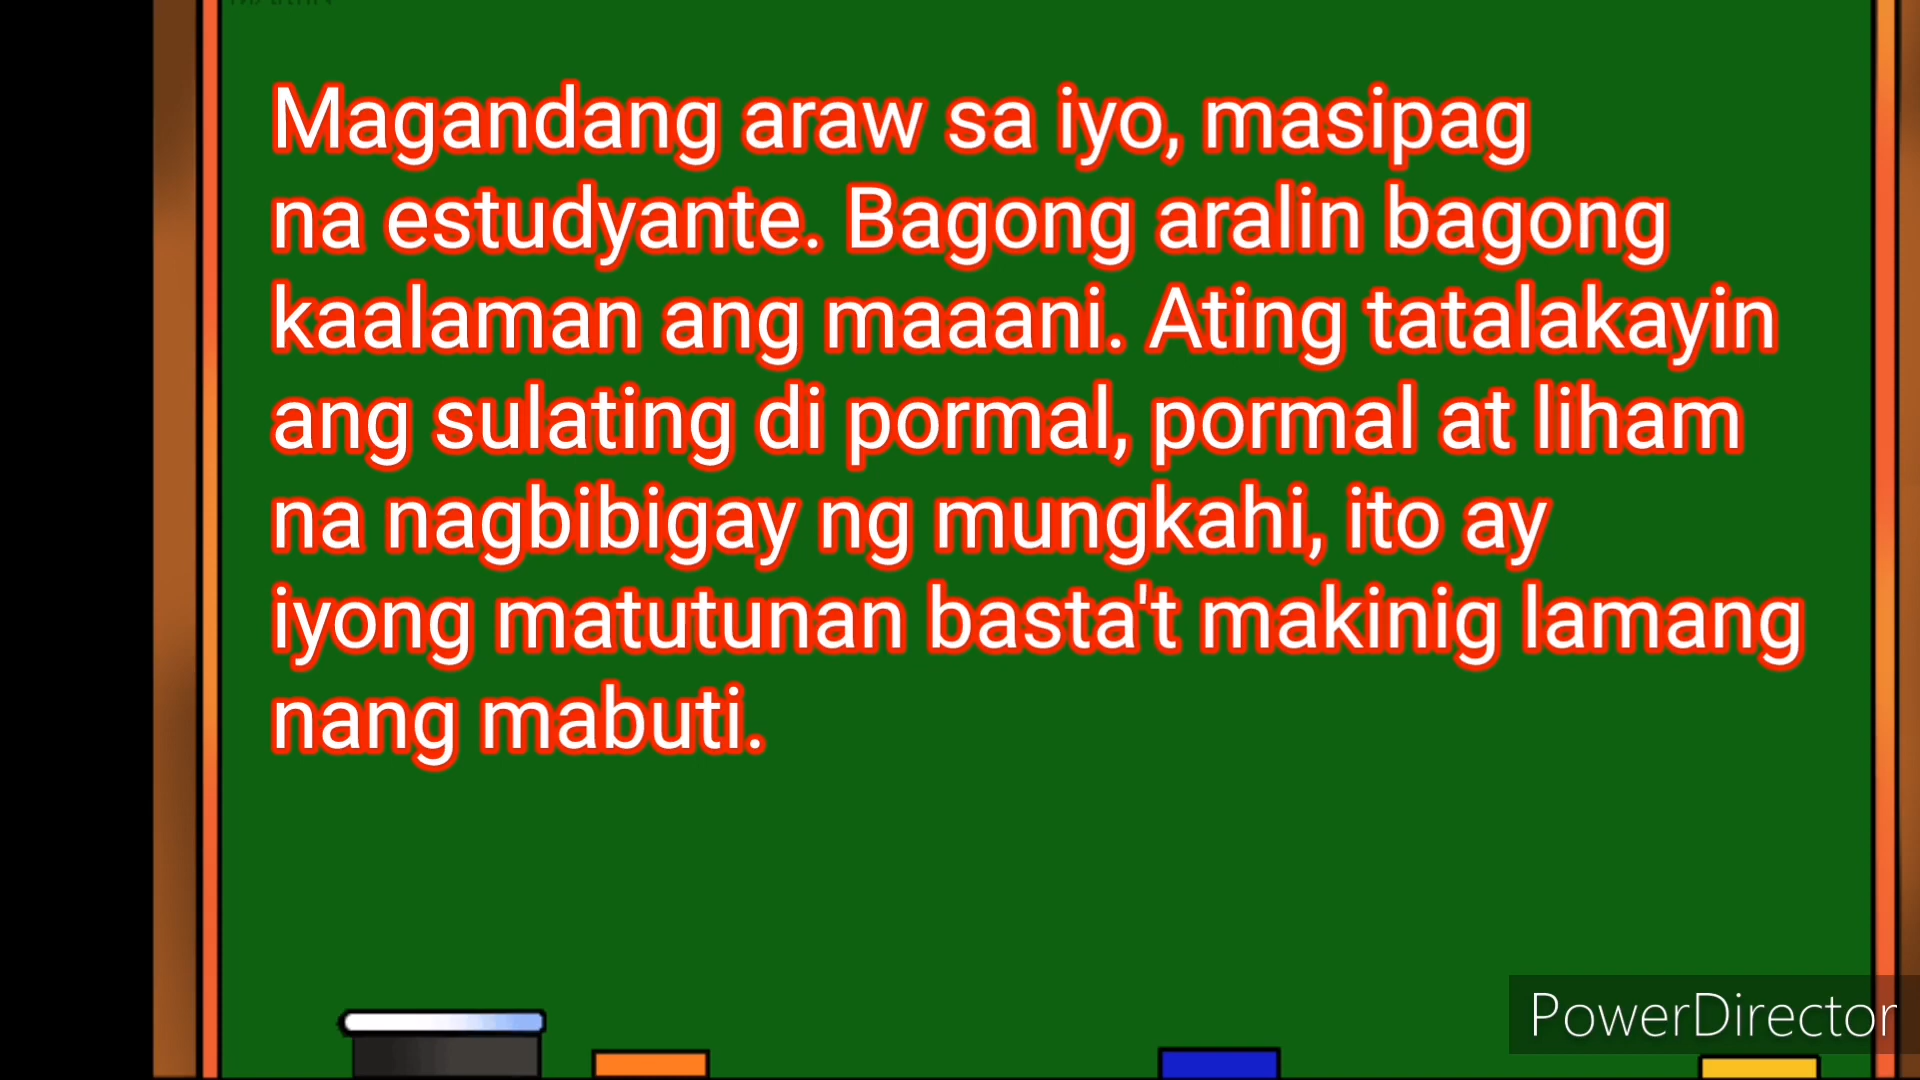 Magandang araw sa iyo, masipag
na estudyante. Bagong aralin bagong
kaalaman ang maaani. Ating tatalakayin
ang sulating di pormal, pormal at liham
na nagbibigay ng mungkahi, ito ay
iyong matutunan basta't makinig lamang
nang mabuti.
PowerDirector